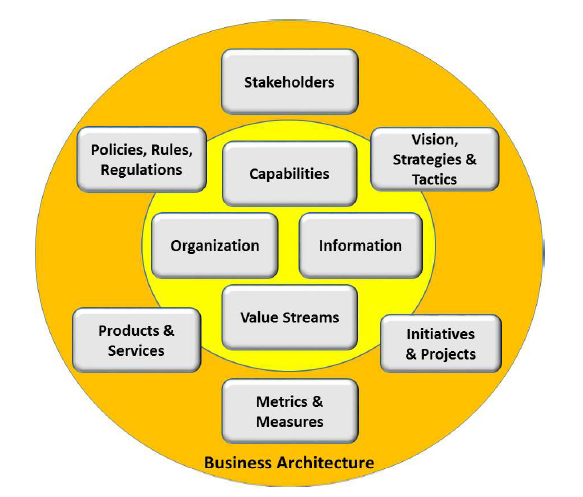 Stakeholders
Policies, Rules,
Regulations
Vision,
Strategies &
Tactics
Capabilities
Organization
Information
Value Streams
Products &
Services
Initiatives
& Projects
Metrics &
Measures
Business Architecture